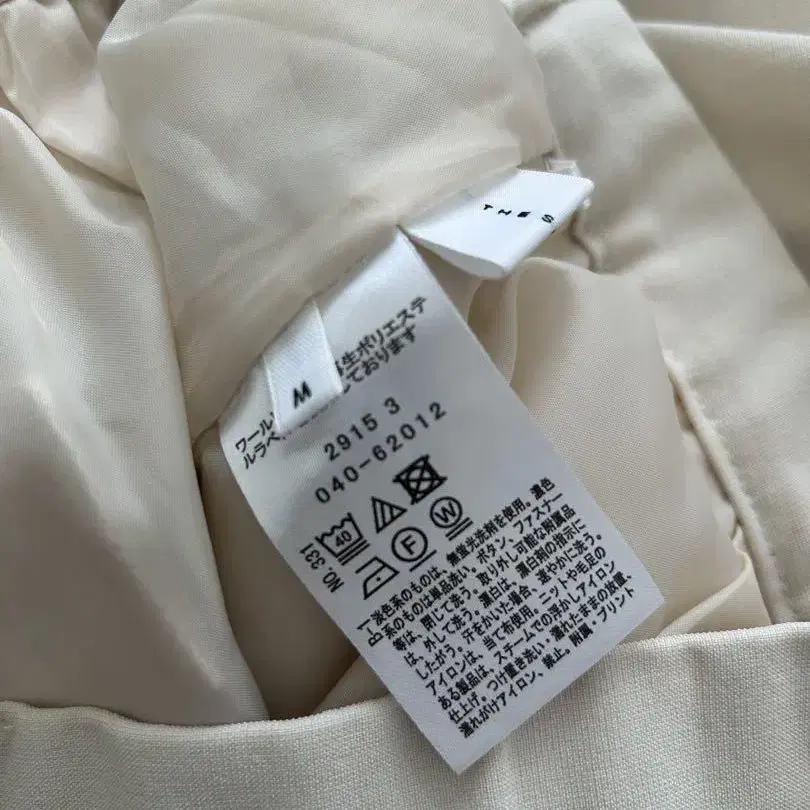 THE S
M
ワール 再生ポリエステ
ルラベ しております
2915 3
040-62012
NO.331
40
F
W
B1 淡色系のものは、無蛍光洗剤を使用。濃色
系のものは単品洗い。ボタン、ファスナー
等は、閉じて洗う。取り外し可能な附属品
は、外して洗う。漂白は、漂白剤の指示に
したがう。汗をかいた場合、速やかに洗う。
アイロンは、当て布使用。ニットや毛足の
ある製品は、スチームでの浮かしアイロン
仕上げ。つけ置き洗い・濡れたままの放置、
濡れがけアイロン、禁止。附属・プリント